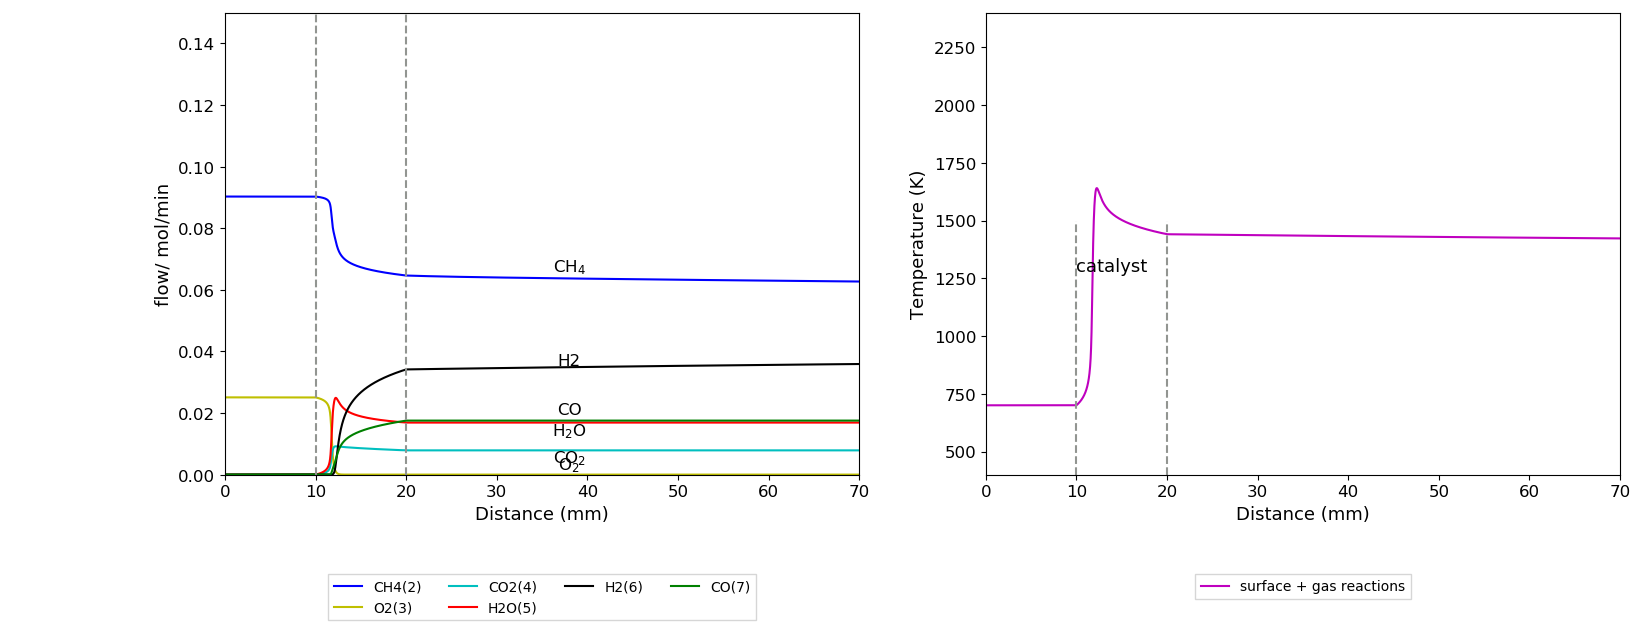 0.14
0.12
0.10
0.08
0.06
0.04
0.02
0.00
flow/ mol/min
CH₄
H2
CO
H₂O
CO₂
O₂
0 10 20 30 40 50 60 70
Distance (mm)
CH4(2) CO2(4) H2(6) CO(7)
O2(3) H2O(5)
2250
2000
1750
1500
1250
1000
750
500
Temperature (K)
catalyst
0 10 20 30 40 50 60 70
Distance (mm)
surface + gas reactions